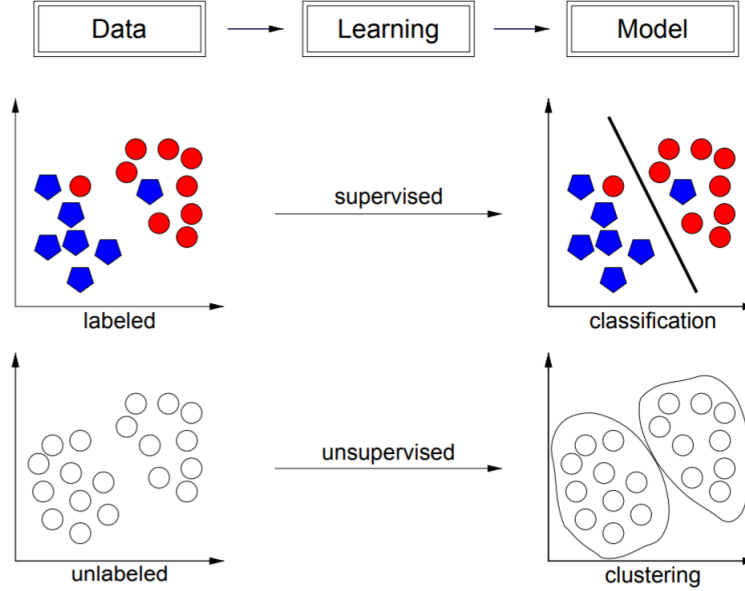 Data
Learning
Model
supervised
labeled
classification
unsupervised
unlabeled
clustering